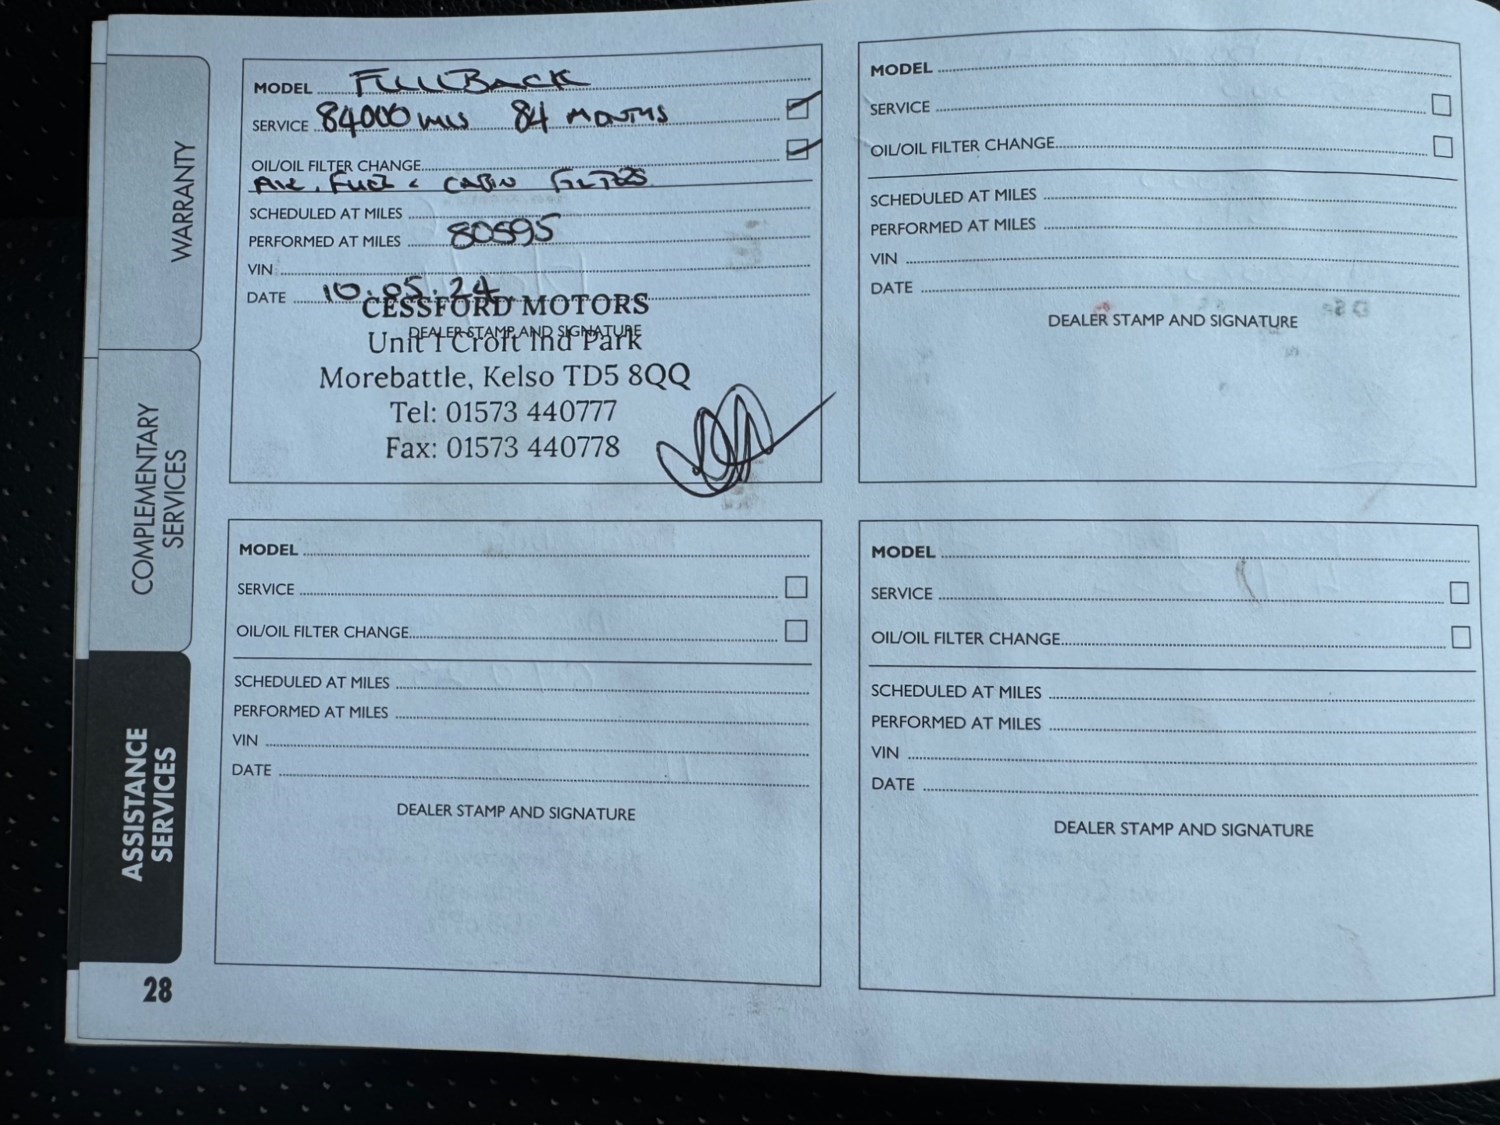 WARRANTY
COMPLEMENTARY
SERVICES
ASSISTANCE
SERVICES
28
MODEL FULLBACK
SERVICE 84000 MLS 84 MONTHS
OIL/OIL FILTER CHANGE
AIR, FUEL & CABIN FILTERS
SCHEDULED AT MILES
PERFORMED AT MILES 80595
VIN
DATE 10.05.24
CESSFORD MOTORS
DEALER STAMP AND SIGNATURE
Unit 1 Croft Ind Park
Morebattle, Kelso TD5 8QQ
Tel: 01573 440777
Fax: 01573 440778
MODEL
SERVICE
OIL/OIL FILTER CHANGE
SCHEDULED AT MILES
PERFORMED AT MILES
VIN
DATE
DEALER STAMP AND SIGNATURE
MODEL
SERVICE
OIL/OIL FILTER CHANGE
SCHEDULED AT MILES
PERFORMED AT MILES
VIN
DATE
DEALER STAMP AND SIGNATURE
MODEL
SERVICE
OIL/OIL FILTER CHANGE
SCHEDULED AT MILES
PERFORMED AT MILES
VIN
DATE
DEALER STAMP AND SIGNATURE